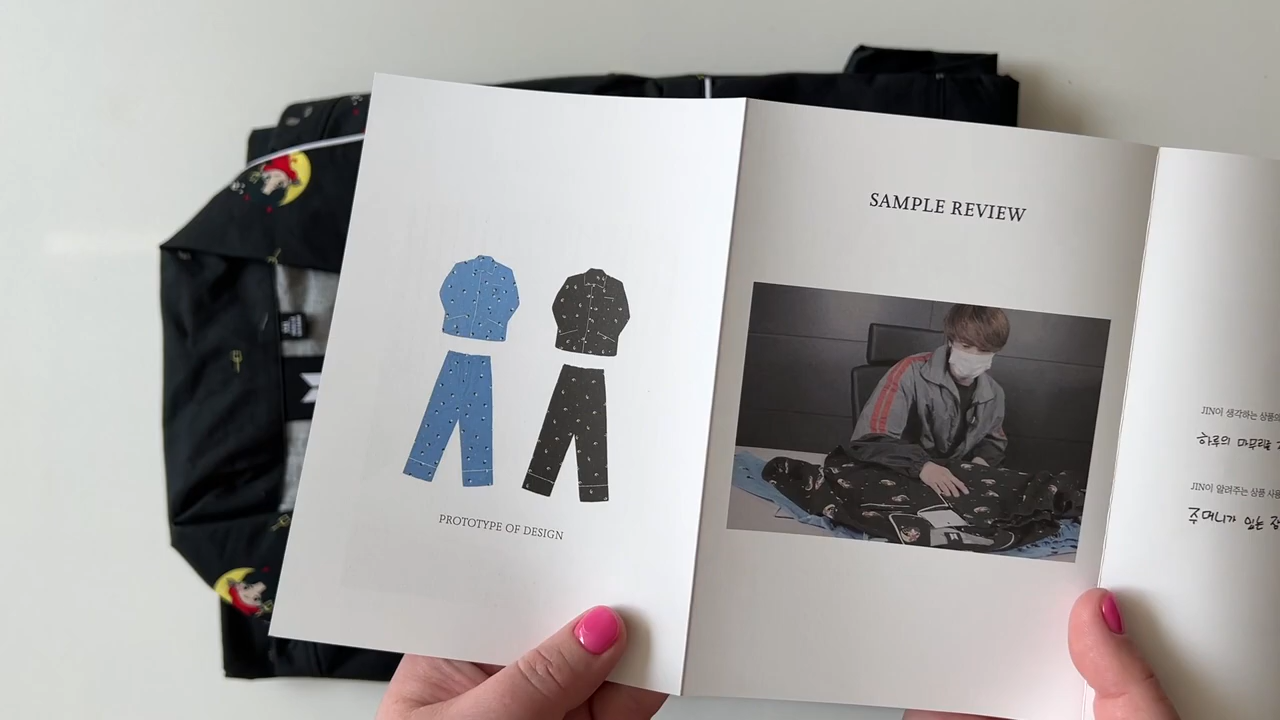 PROTOTYPE OF DESIGN
SAMPLE REVIEW
JIN이 생각하는 상품의
하루의 마무리로
JIN이 알려주는 상품 사용
주머니가 있는 잠